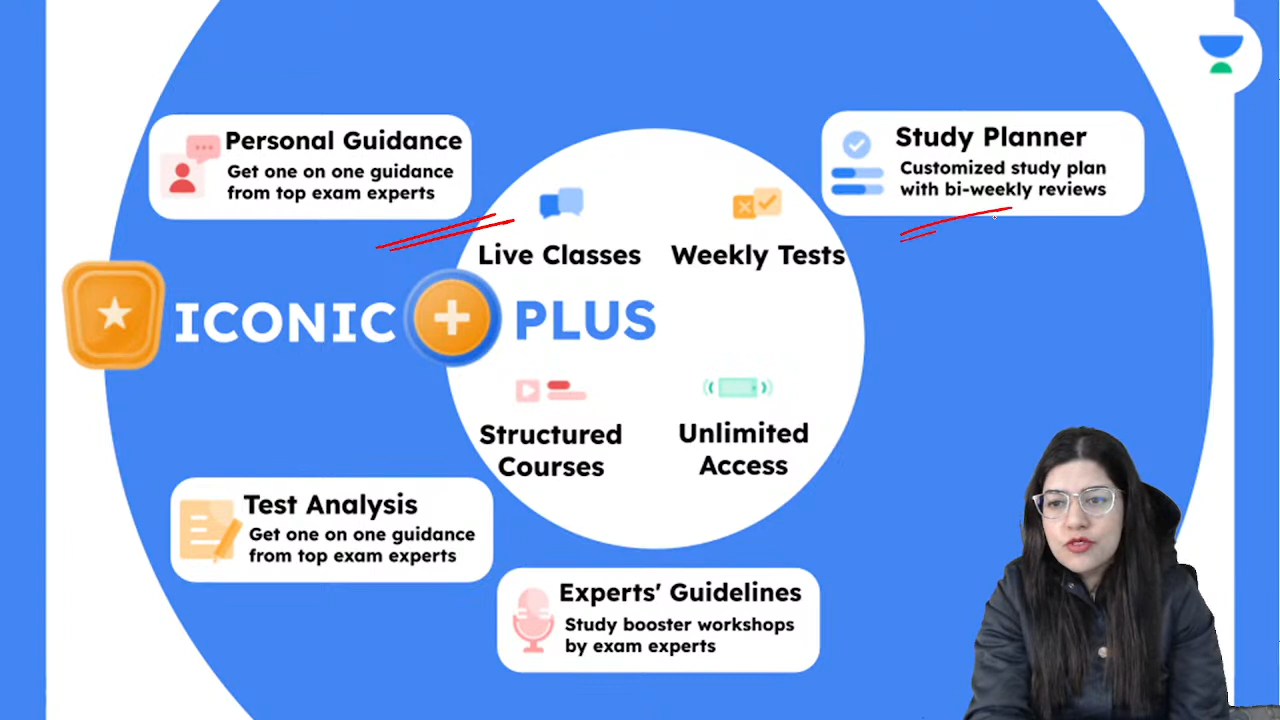 Personal Guidance
Get one on one guidance
from top exam experts
Study Planner
Customized study plan
with bi-weekly reviews
Live Classes
Weekly Tests
ICONIC PLUS
Structured
Courses
Unlimited
Access
Test Analysis
Get one on one guidance
from top exam experts
Experts' Guidelines
Study booster workshops
by exam experts